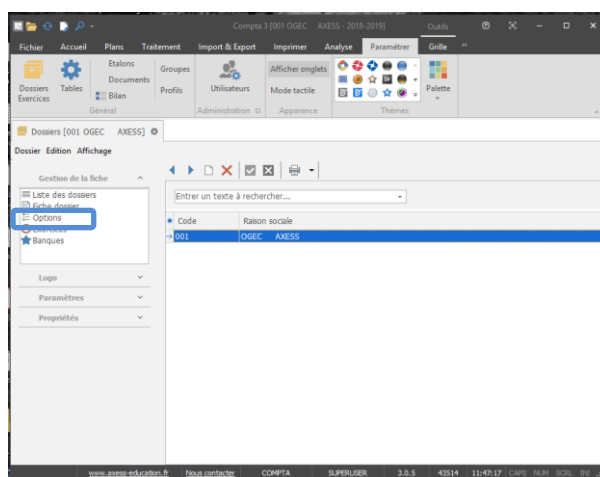 Compta 3 [001 OGEC AXESS - 2018-2019] Outils
Fichier Accueil Plans Traitement Import & Export Imprimer Analyse Paramétrer Grille
Dossiers Exercices
Tables
Etalons
Documents
Bilan
Groupes
Profils
Utilisateurs
Afficher onglets
Mode tactile
Palette
Général Administration Apparence Thèmes
Dossiers [001 OGEC AXESS]
Dossier Edition Affichage
Gestion de la fiche
Liste des dossiers
Fiche dossier
Options
Exercices
Banques
Logo
Paramètres
Propriétés
Entrer un texte à rechercher...
Code Raison sociale
001 OGEC AXESS
www.axess-education.fr Nous contacter COMPTA SUPERUSER 3.0.5 43514 11:47:17 CAPS NUM SCRL INS